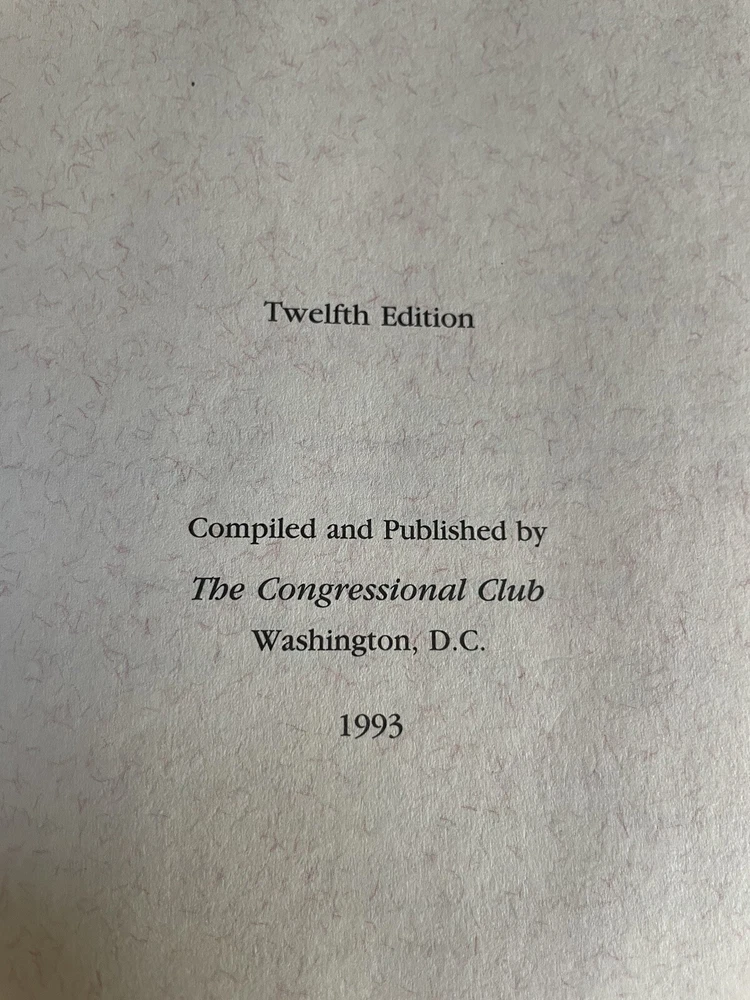 Twelfth Edition
Compiled and Published by
The Congressional Club
Washington, D.C.
1993